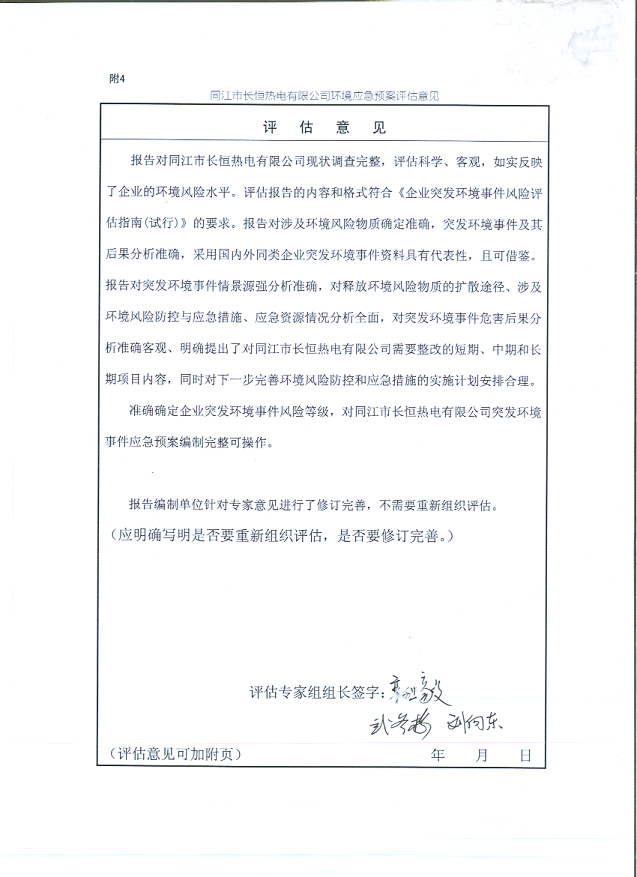 附4
同江市长恒热电有限公司环境应急预案评估意见
评 估 意 见
报告对同江市长恒热电有限公司现状调查完整，评估科学、客观，如实反映
了企业的环境风险水平。评估报告的内容和格式符合《企业突发环境事件风险评
估指南(试行)》的要求。报告对涉及环境风险物质确定准确，突发环境事件及其
后果分析准确，采用国内外同类企业突发环境事件资料具有代表性，且可借鉴。
报告对突发环境事件情景源强分析准确，对释放环境风险物质的扩散途径、涉及
环境风险防控与应急措施、应急资源情况分析全面，对突发环境事件危害后果分
析准确客观、明确提出了对同江市长恒热电有限公司需要整改的短期、中期和长
期项目内容，同时对下一步完善环境风险防控和应急措施的实施计划安排合理。
准确确定企业突发环境事件风险等级，对同江市长恒热电有限公司突发环境
事件应急预案编制完整可操作。
报告编制单位针对专家意见进行了修订完善，不需要重新组织评估。
（应明确写明是否要重新组织评估，是否要修订完善。）
评估专家组组长签字：
刘向东
（评估意见可加附页） 年 月 日